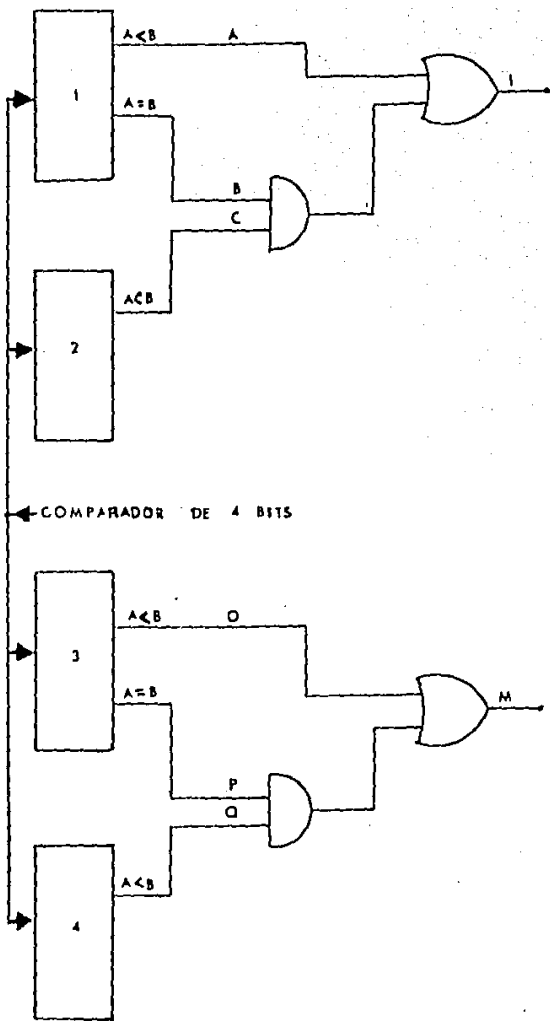 A<B A
1
1
A=B
B
C
A<B
2
COMPARADOR DE 4 BITS
A<B O
3
A=B
M
P
Q
A<B
4